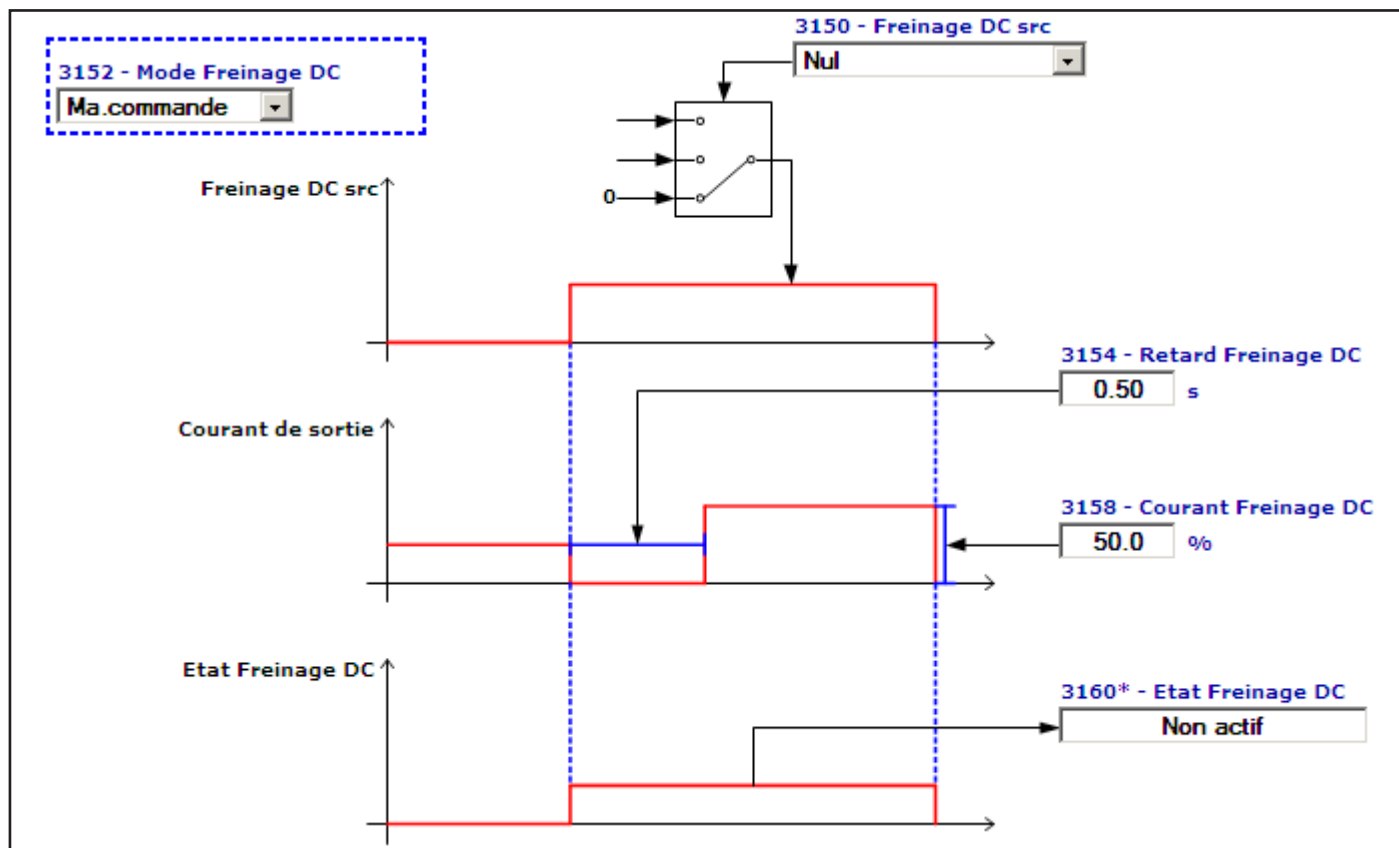 3150 - Freinage DC src
Nul
3152 - Mode Freinage DC
Ma.commande
Freinage DC src
0
3154 - Retard Freinage DC
0.50 s
Courant de sortie
3158 - Courant Freinage DC
50.0 %
Etat Freinage DC
3160* - Etat Freinage DC
Non actif